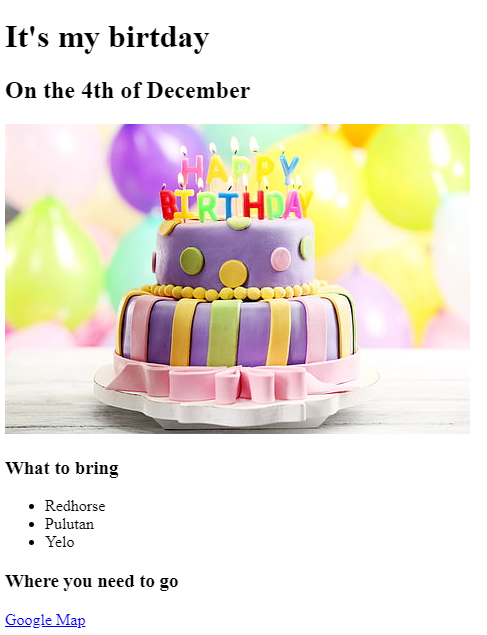 It's my birtday
On the 4th of December
HAPPY
BIRTHDAY
What to bring
Redhorse
Pulutan
Yelo
Where you need to go
Google Map